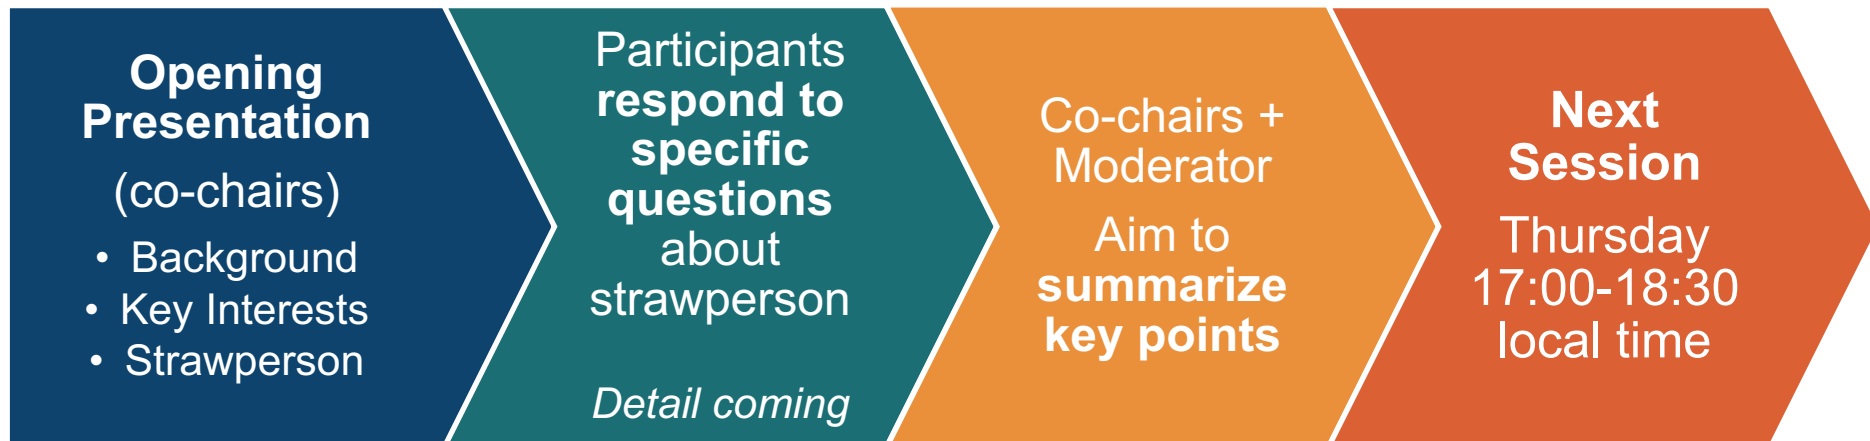 Opening
Presentation
(co-chairs)
• Background
• Key Interests
• Strawperson
Participants
respond to
specific
questions
about
strawperson
Detail coming
Co-chairs +
Moderator
Aim to
summarize
key points
Next
Session
Thursday
17:00-18:30
local time